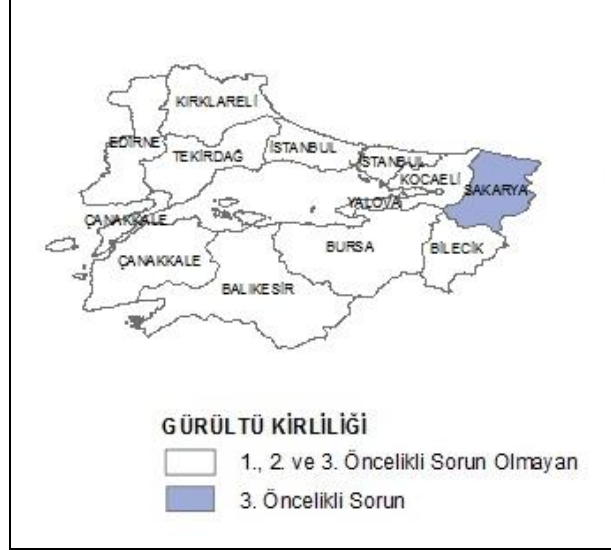 KIRKLARELİ
EDİRNE
TEKİRDAĞ
İSTANBUL
İSTANBUL
KOCAELİ
SAKARYA
YALOVA
ÇANAKKALE
BURSA
BİLECİK
ÇANAKKALE
BALIKESİR
GÜRÜLTÜ KİRLİLİĞİ
1., 2. ve 3. Öncelikli Sorun Olmayan
3. Öncelikli Sorun